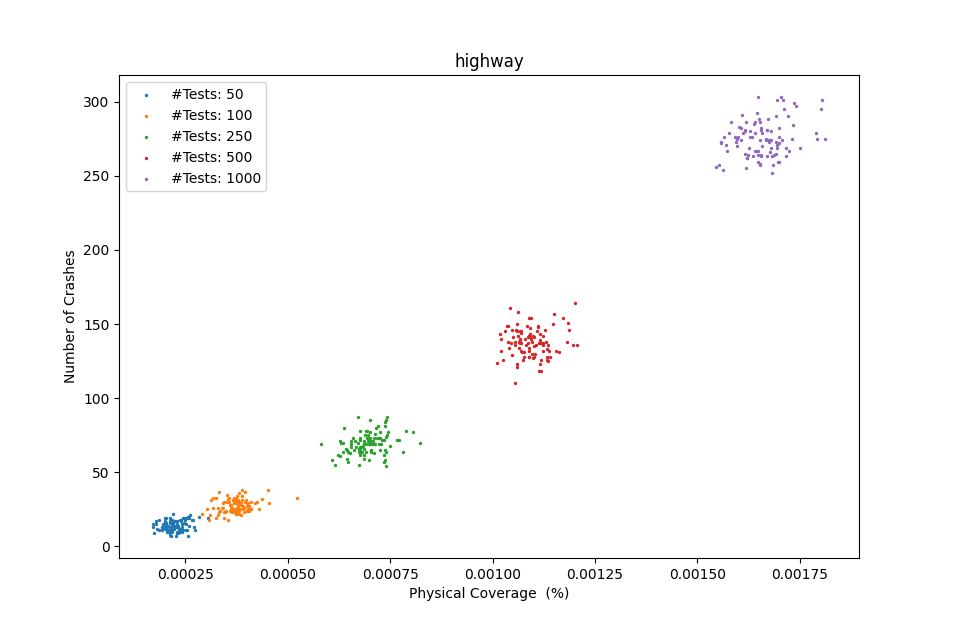 highway
#Tests: 50
#Tests: 100
#Tests: 250
#Tests: 500
#Tests: 1000
300
250
200
150
100
50
0
Number of Crashes
0.00025 0.00050 0.00075 0.00100 0.00125 0.00150 0.00175
Physical Coverage (%)